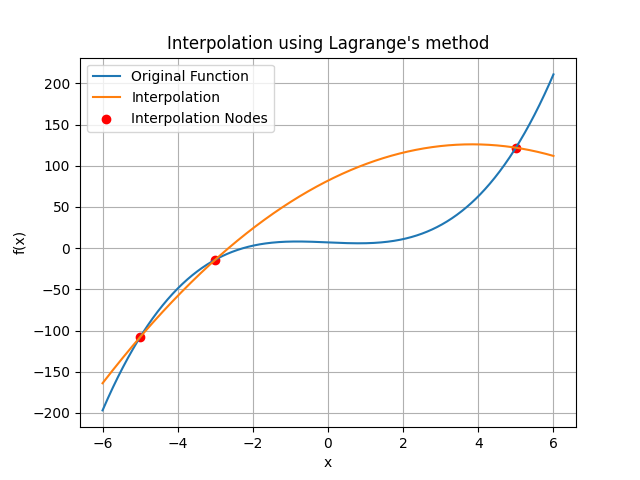 Interpolation using Lagrange's method
Original Function
Interpolation
Interpolation Nodes
f(x)
200
150
100
50
0
−50
−100
−150
−200
−6 −4 −2 0 2 4 6
x